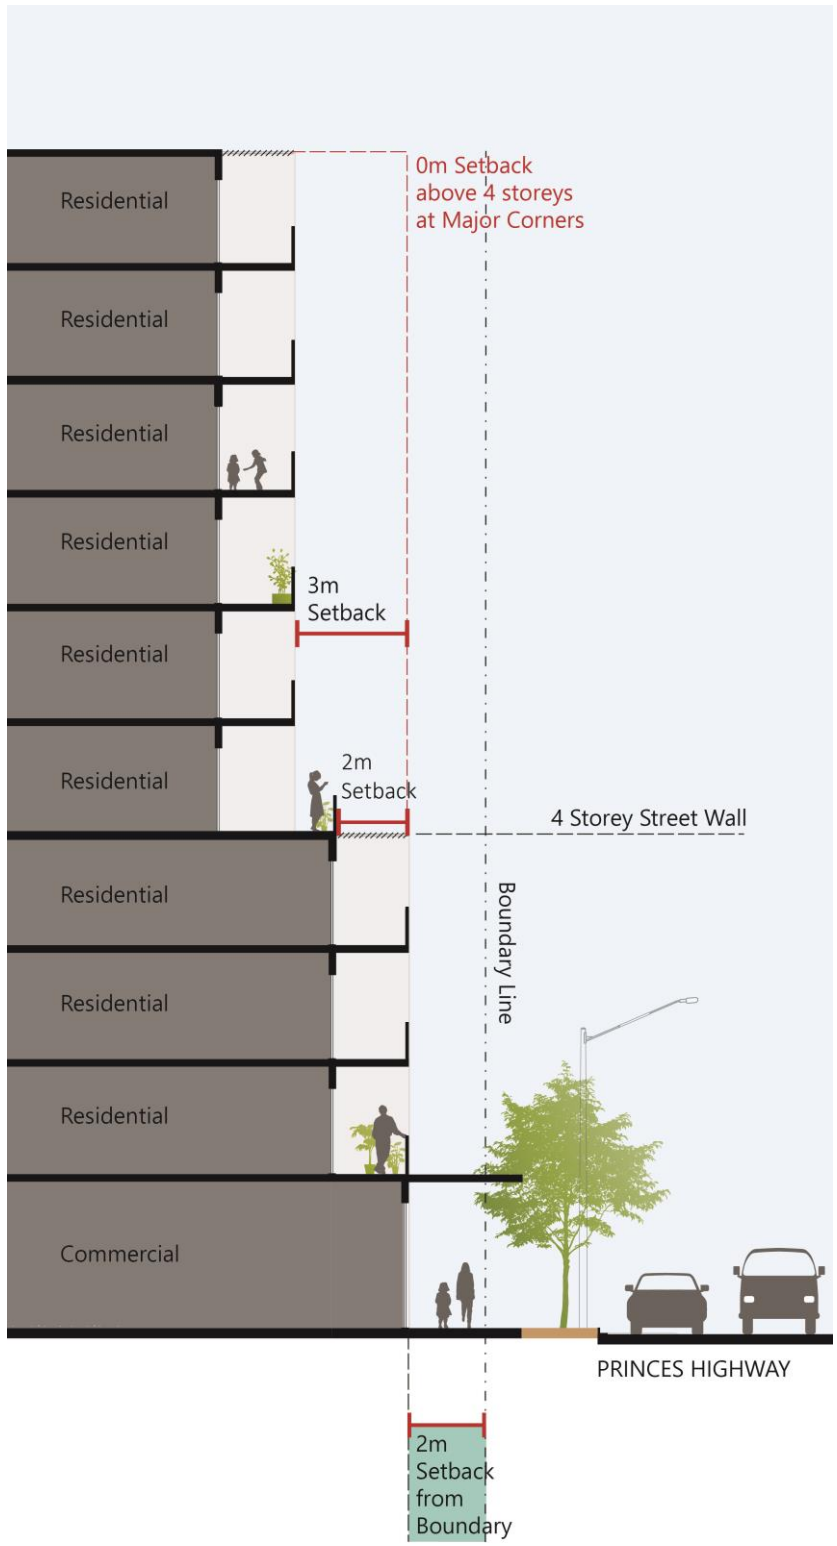 0m Setback
above 4 storeys
at Major Corners
Residential
Residential
Residential
Residential
3m
Setback
Residential
2m
Setback
Residential
4 Storey Street Wall
Residential
Boundary Line
Residential
Residential
Commercial
PRINCES HIGHWAY
2m
Setback
from
Boundary